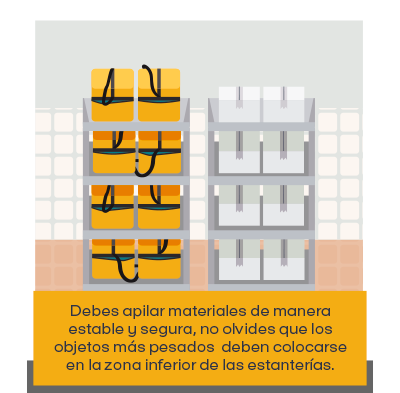 Debes apilar materiales de manera
estable y segura, no olvides que los
objetos más pesados  deben colocarse
en la zona inferior de las estanterías.